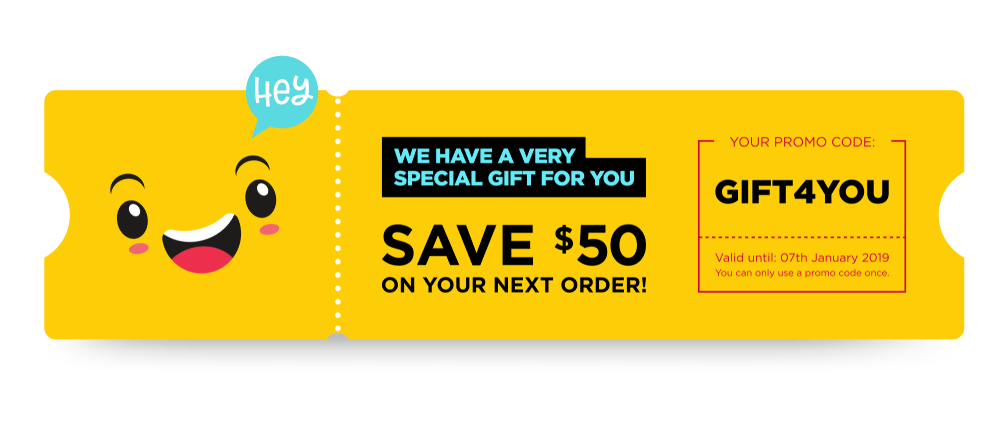 Hey
WE HAVE A VERY
SPECIAL GIFT FOR YOU
SAVE $50
ON YOUR NEXT ORDER!
YOUR PROMO CODE:
GIFT4YOU
Valid until: 07th January 2019
You can only use a promo code once.